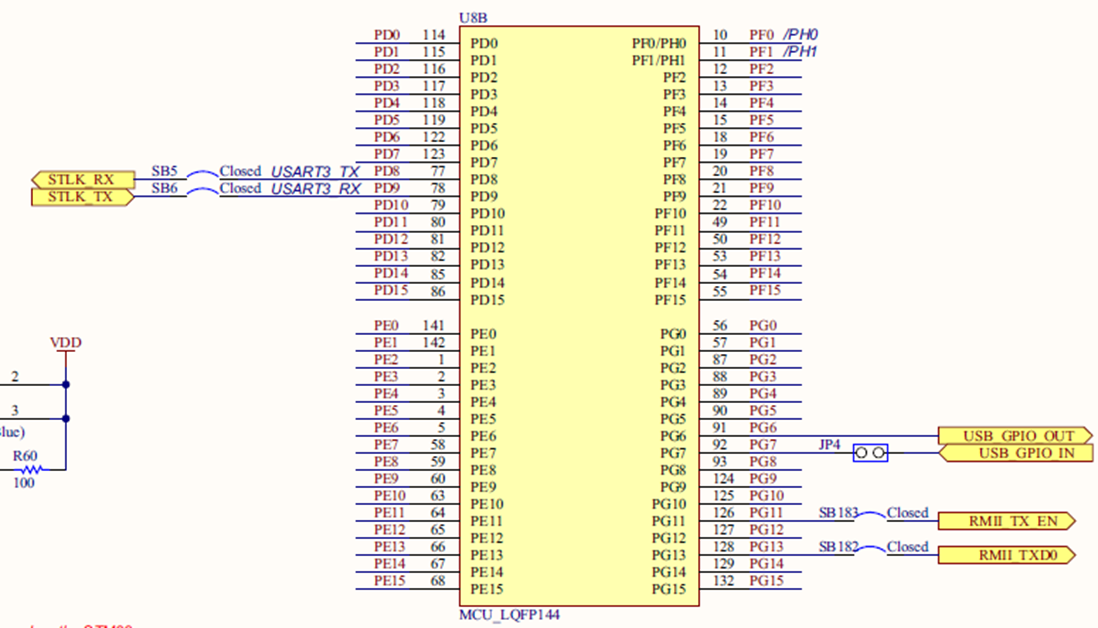 U8B
PD0 114 PD0 PF0/PH0 10 PF0 /PH0
PD1 115 PD1 PF1/PH1 11 PF1 /PH1
PD2 116 PD2 PF2 12 PF2
PD3 117 PD3 PF3 13 PF3
PD4 118 PD4 PF4 14 PF4
PD5 119 PD5 PF5 15 PF5
PD6 122 PD6 PF6 18 PF6
PD7 123 PD7 PF7 19 PF7
STLK_RX SB5 Closed USART3_TX PD8 77 PD8 PF8 20 PF8
STLK_TX SB6 Closed USART3_RX PD9 78 PD9 PF9 21 PF9
PD10 79 PD10 PF10 22 PF10
PD11 80 PD11 PF11 49 PF11
PD12 81 PD12 PF12 50 PF12
PD13 82 PD13 PF13 53 PF13
PD14 85 PD14 PF14 54 PF14
PD15 86 PD15 PF15 55 PF15
PE0 141 PE0 PG0 56 PG0
VDD PE1 142 PE1 PG1 57 PG1
PE2 1 PE2 PG2 87 PG2
2 PE3 2 PE3 PG3 88 PG3
PE4 3 PE4 PG4 89 PG4
3 PE5 4 PE5 PG5 90 PG5
lue) PE6 5 PE6 PG6 91 PG6 USB_GPIO_OUT
PE7 58 PE7 PG7 92 PG7 JP4 USB_GPIO_IN
R60 PE8 59 PE8 PG8 93 PG8
100 PE9 60 PE9 PG9 124 PG9
PE10 63 PE10 PG10 125 PG10
PE11 64 PE11 PG11 126 PG11 SB183 Closed RMII_TX_EN
PE12 65 PE12 PG12 127 PG12
PE13 66 PE13 PG13 128 PG13 SB182 Closed RMII_TXD0
PE14 67 PE14 PG14 129 PG14
PE15 68 PE15 PG15 132 PG15
MCU_LQFP144